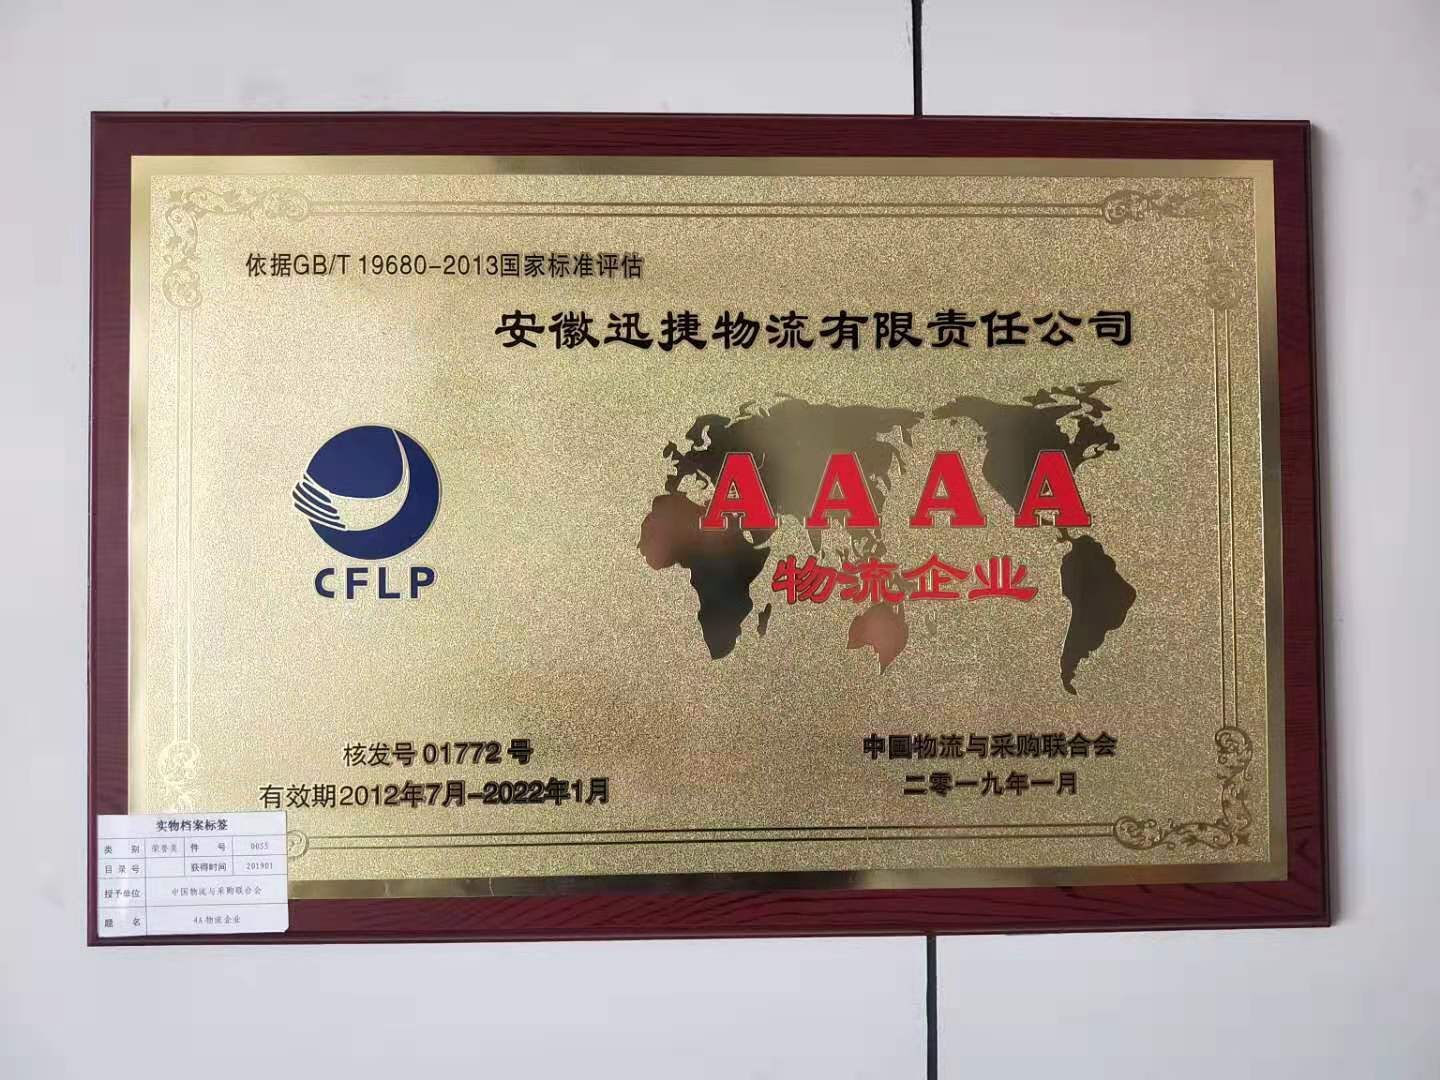 依据GB/T 19680-2013国家标准评估
安徽迅捷物流有限责任公司
CFLP
AAAA
物流企业
核发号 01772 号
有效期2012年7月-2022年1月
中国物流与采购联合会
二零一九年一月
实物档案标签
类 别 荣誉类 件 号 0055
目录号 获得时间 201901
授予单位 中国物流与采购联合会
题 名 4A物流企业